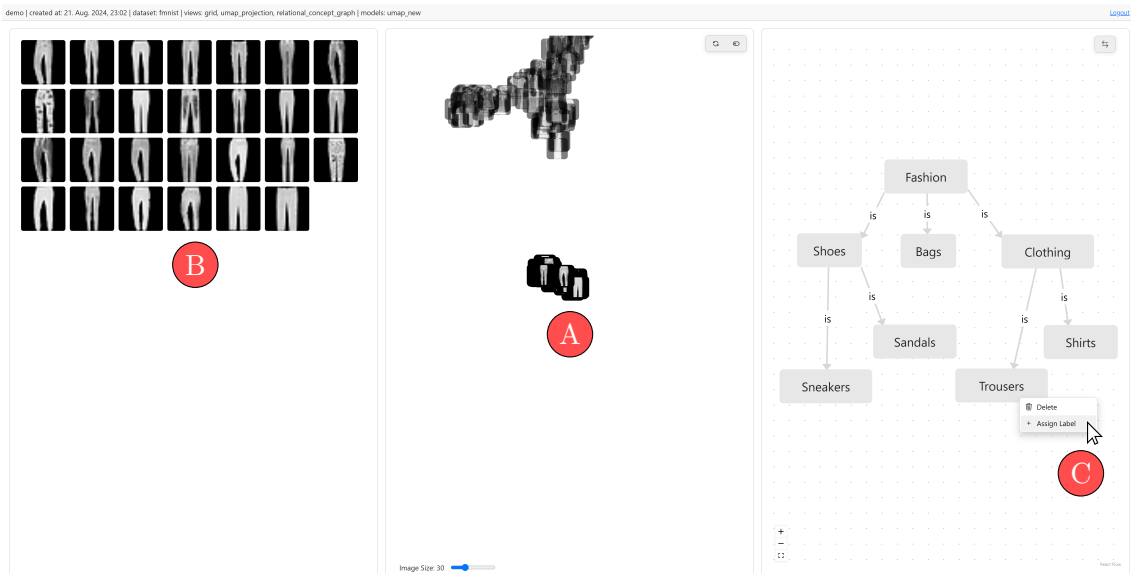 demo | created at: 21. Aug. 2024, 23:02 | dataset: fmnist | views: grid, umap_projection, relational_concept_graph | models: umap_new
Logout
B
A
Image Size: 30
Fashion
is
is
is
Shoes
Bags
Clothing
is
is
is
is
Sandals
Shirts
Sneakers
Trousers
Delete
+ Assign Label
C
React Flow